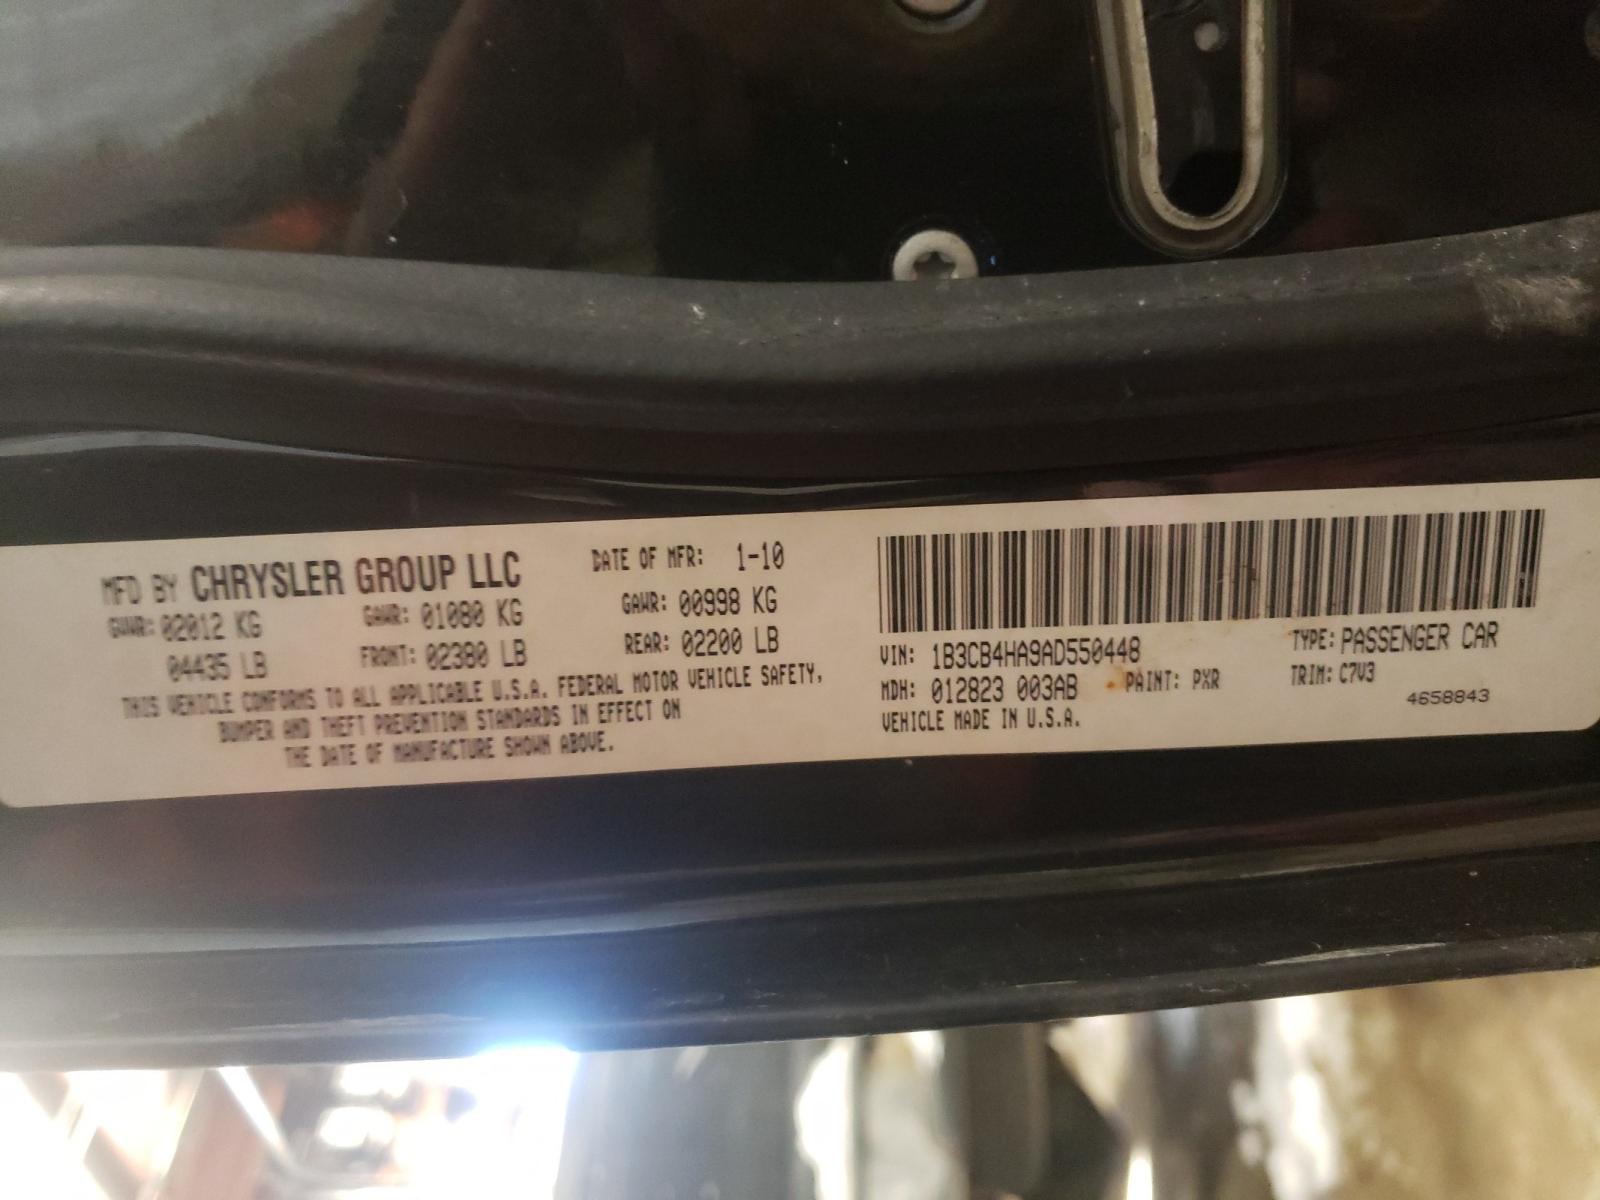 MFD BY CHRYSLER GROUP LLC DATE OF MFR: 1-10
GVWR: 02012 KG GAWR: 01080 KG GAWR: 00998 KG
04435 LB FRONT: 02380 LB REAR: 02200 LB
THIS VEHICLE CONFORMS TO ALL APPLICABLE U.S.A. FEDERAL MOTOR VEHICLE SAFETY,
BUMPER AND THEFT PREVENTION STANDARDS IN EFFECT ON
THE DATE OF MANUFACTURE SHOWN ABOVE.
VIN: 1B3CB4HA9AD550448 TYPE: PASSENGER CAR
MDH: 012823 003AB PAINT: PXR TRIM: C7V3
VEHICLE MADE IN U.S.A. 4658843